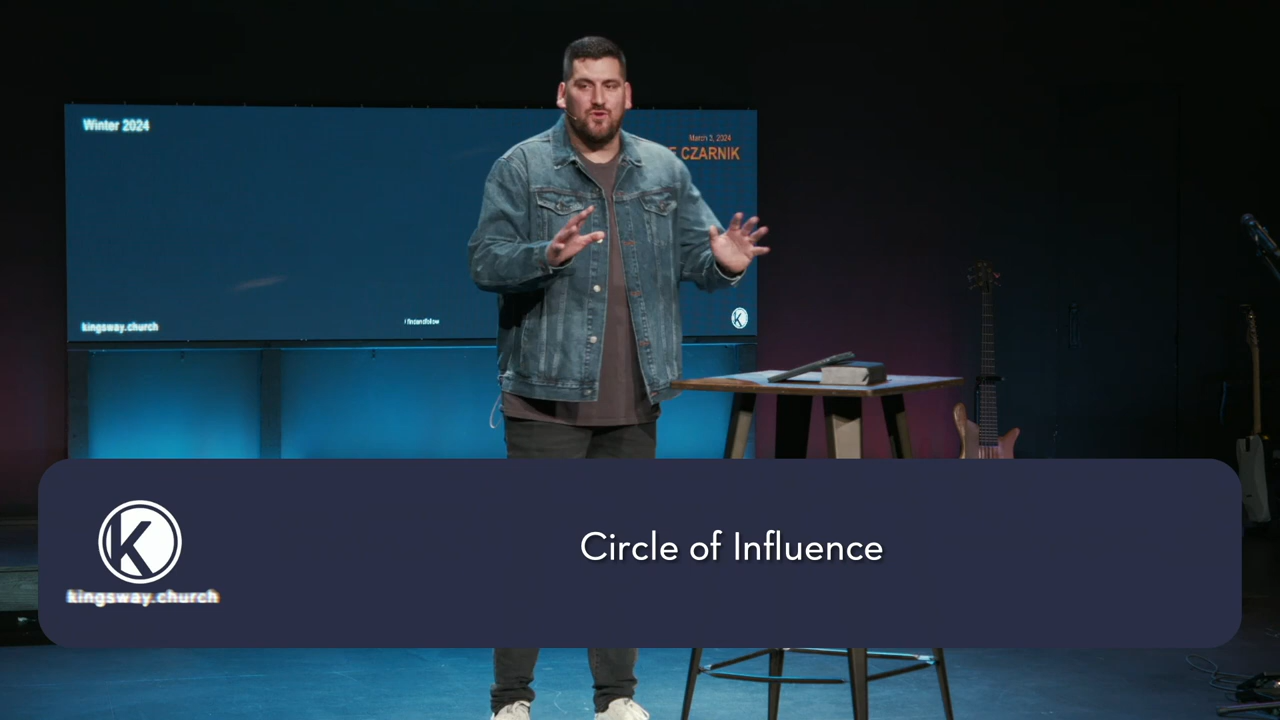 Winter 2024
March 3, 2024
CZARNIK
kingsway.church
K
kingsway.church
Circle of Influence